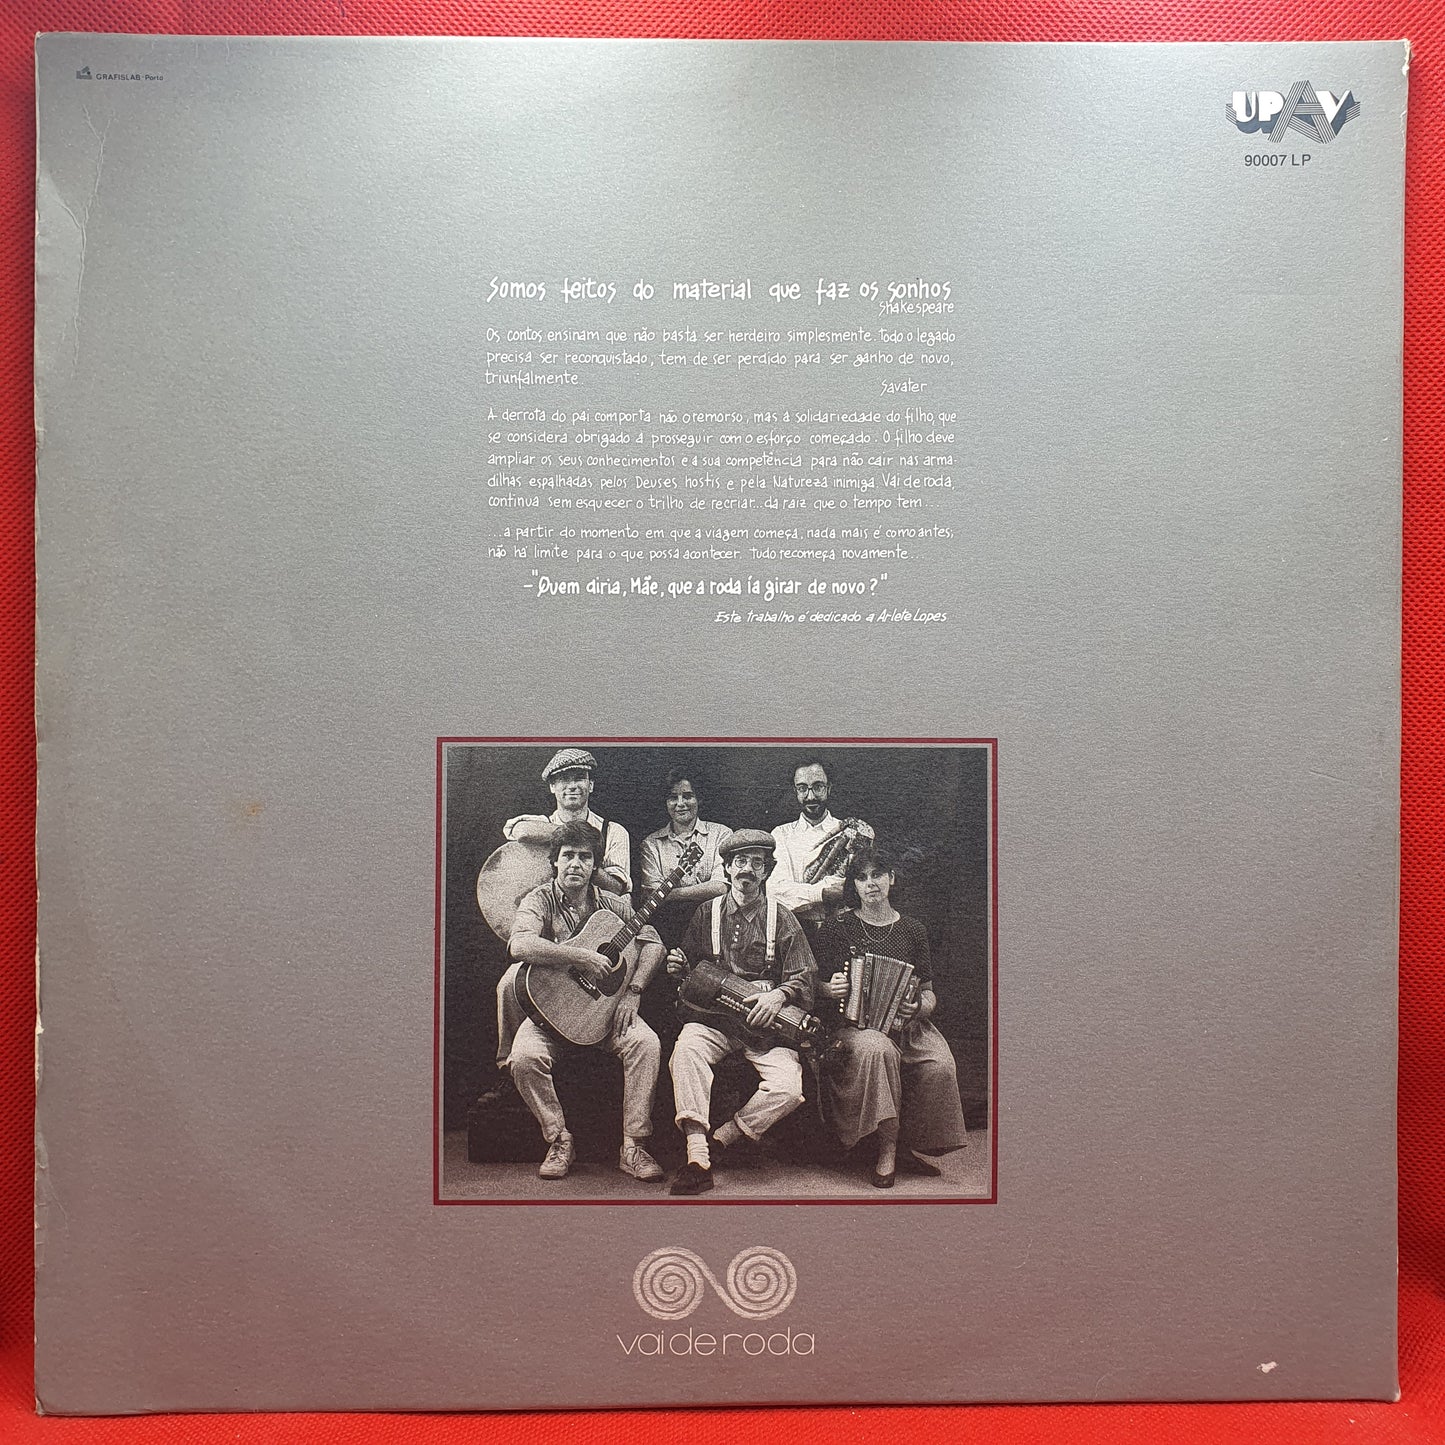 GRAFISLAB-Porto
UPAV
90007 LP
Somos feitos do material que faz os sonhos
Shakespeare
Os contos ensinam que não basta ser herdeiro simplesmente. Todo o legado
precisa ser reconquistado, tem de ser perdido para ser ganho de novo,
triunfalmente
Savater
A derrota do pai comporta não o remorso, mas a solidariedade do filho, que
se considera obrigado a prosseguir com o esforço começado. O filho deve
ampliar os seus conhecimentos e a sua competência para não cair nas arma-
dilhas espalhadas pelos Deuses hostis e pela Natureza inimiga. Vai de roda,
continua sem esquecer o trilho de recriar... da raiz que o tempo tem...
...a partir do momento em que a viagem começa, nada mais é como antes;
não há limite para o que possa acontecer. Tudo recomeça novamente...
-"Quem diria, Mãe, que a roda ía girar de novo?"
Este trabalho é dedicado a Arlete Lopes
vai de roda